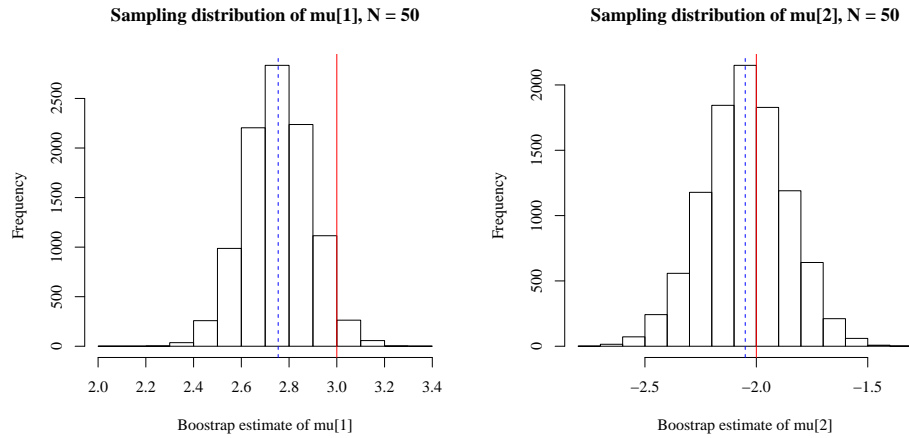 Sampling distribution of mu[1], N = 50
Frequency
2500
2000
1500
1000
500
0
2.0 2.2 2.4 2.6 2.8 3.0 3.2 3.4
Boostrap estimate of mu[1]
Sampling distribution of mu[2], N = 50
Frequency
2000
1500
1000
500
0
−2.5 −2.0 −1.5
Boostrap estimate of mu[2]